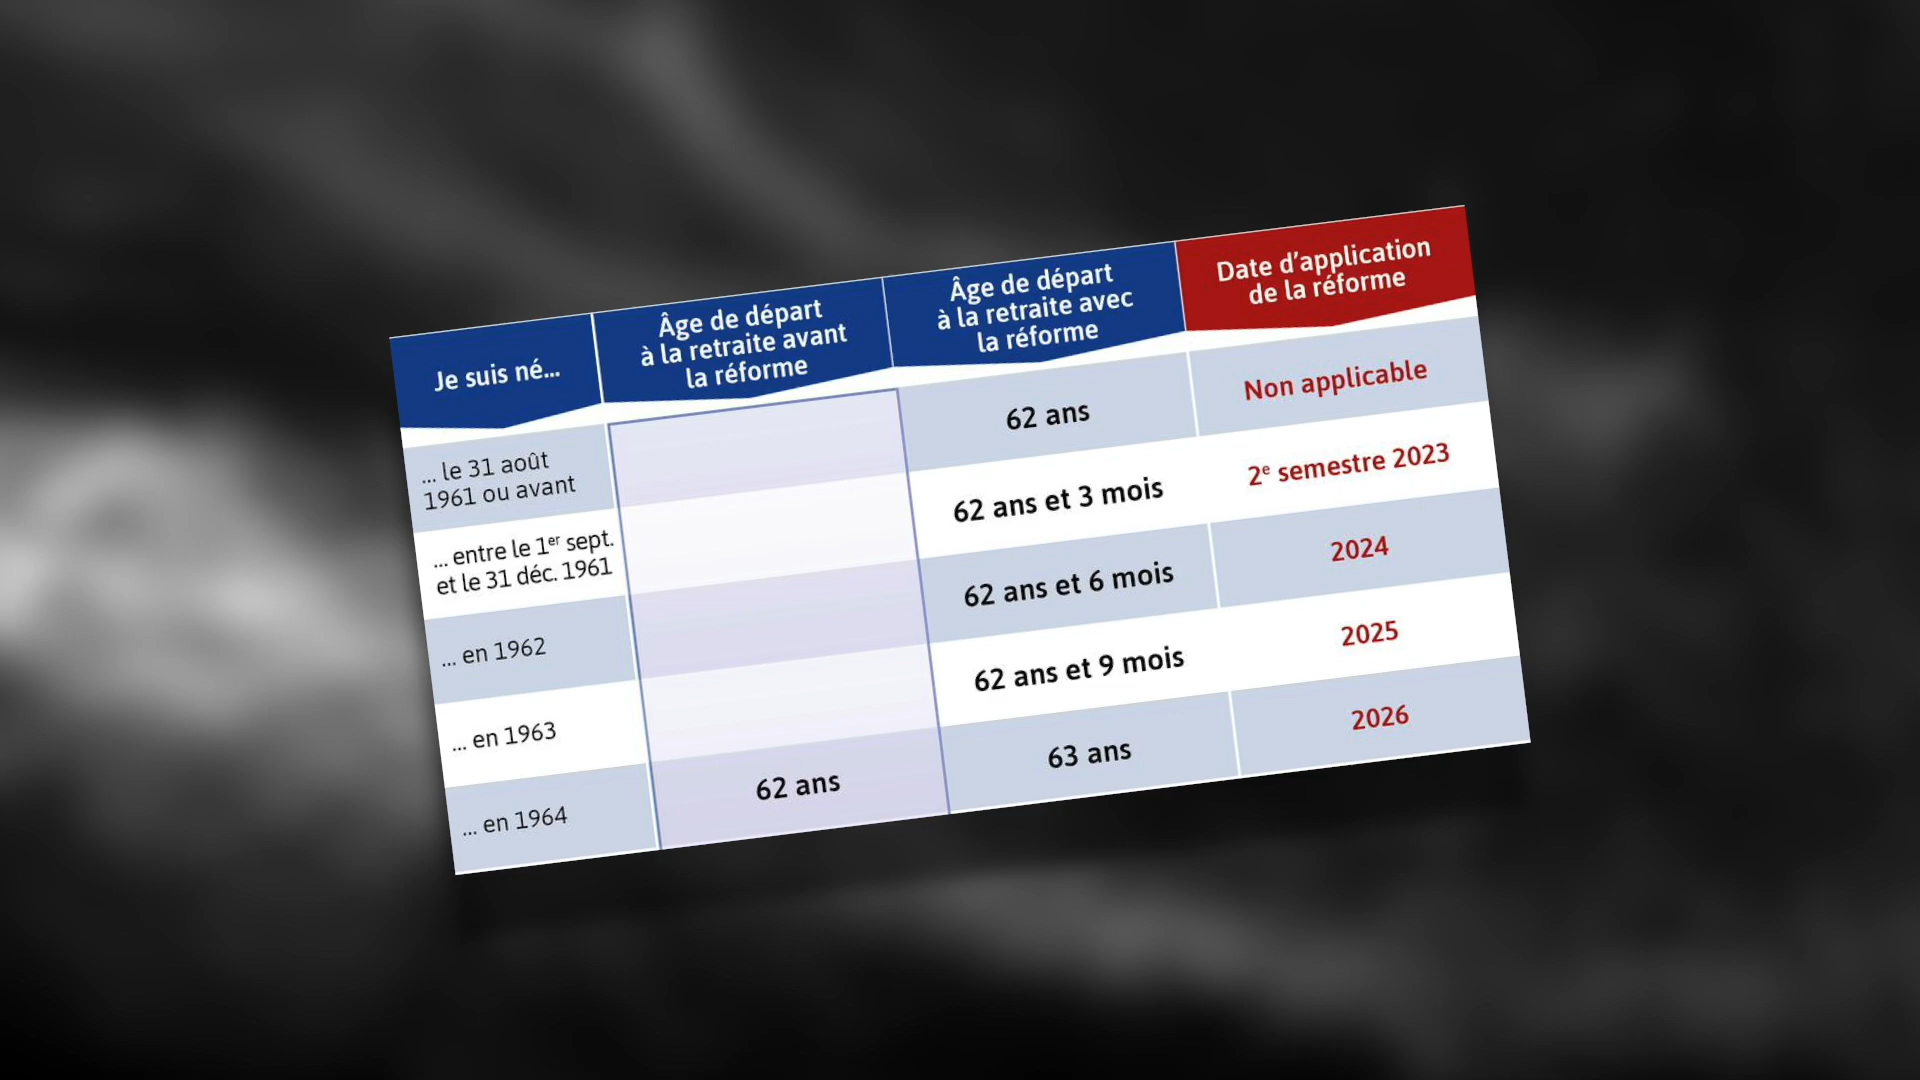 Je suis né...
Âge de départ
à la retraite avant
la réforme
Âge de départ
à la retraite avec
la réforme
Date d’application
de la réforme
... le 31 août
1961 ou avant
62 ans
Non applicable
... entre le 1er sept.
et le 31 déc. 1961
62 ans et 3 mois
2e semestre 2023
... en 1962
62 ans et 6 mois
2024
... en 1963
62 ans et 9 mois
2025
... en 1964
62 ans
63 ans
2026